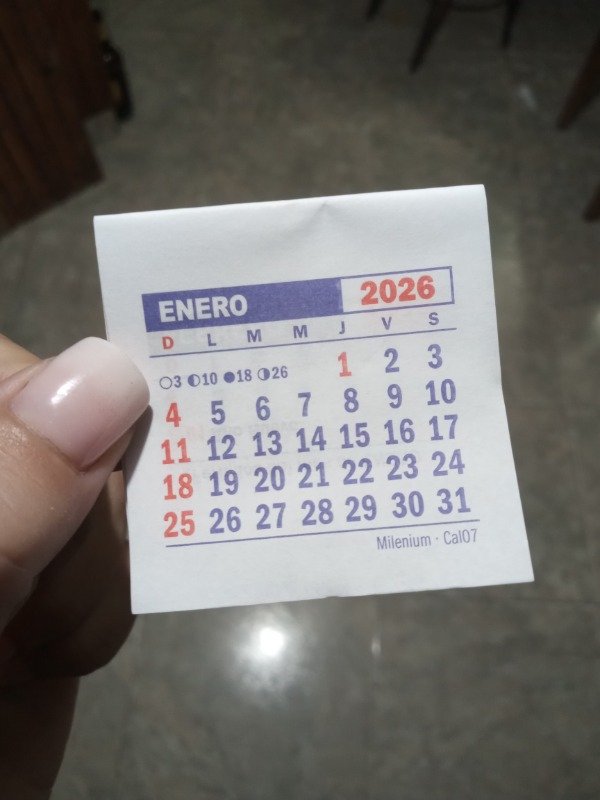 ENERO 2026
D L M M J V S
○3 ◐10 ●18 ◑26 1 2 3
4 5 6 7 8 9 10
11 12 13 14 15 16 17
18 19 20 21 22 23 24
25 26 27 28 29 30 31
Milenium · Cal07